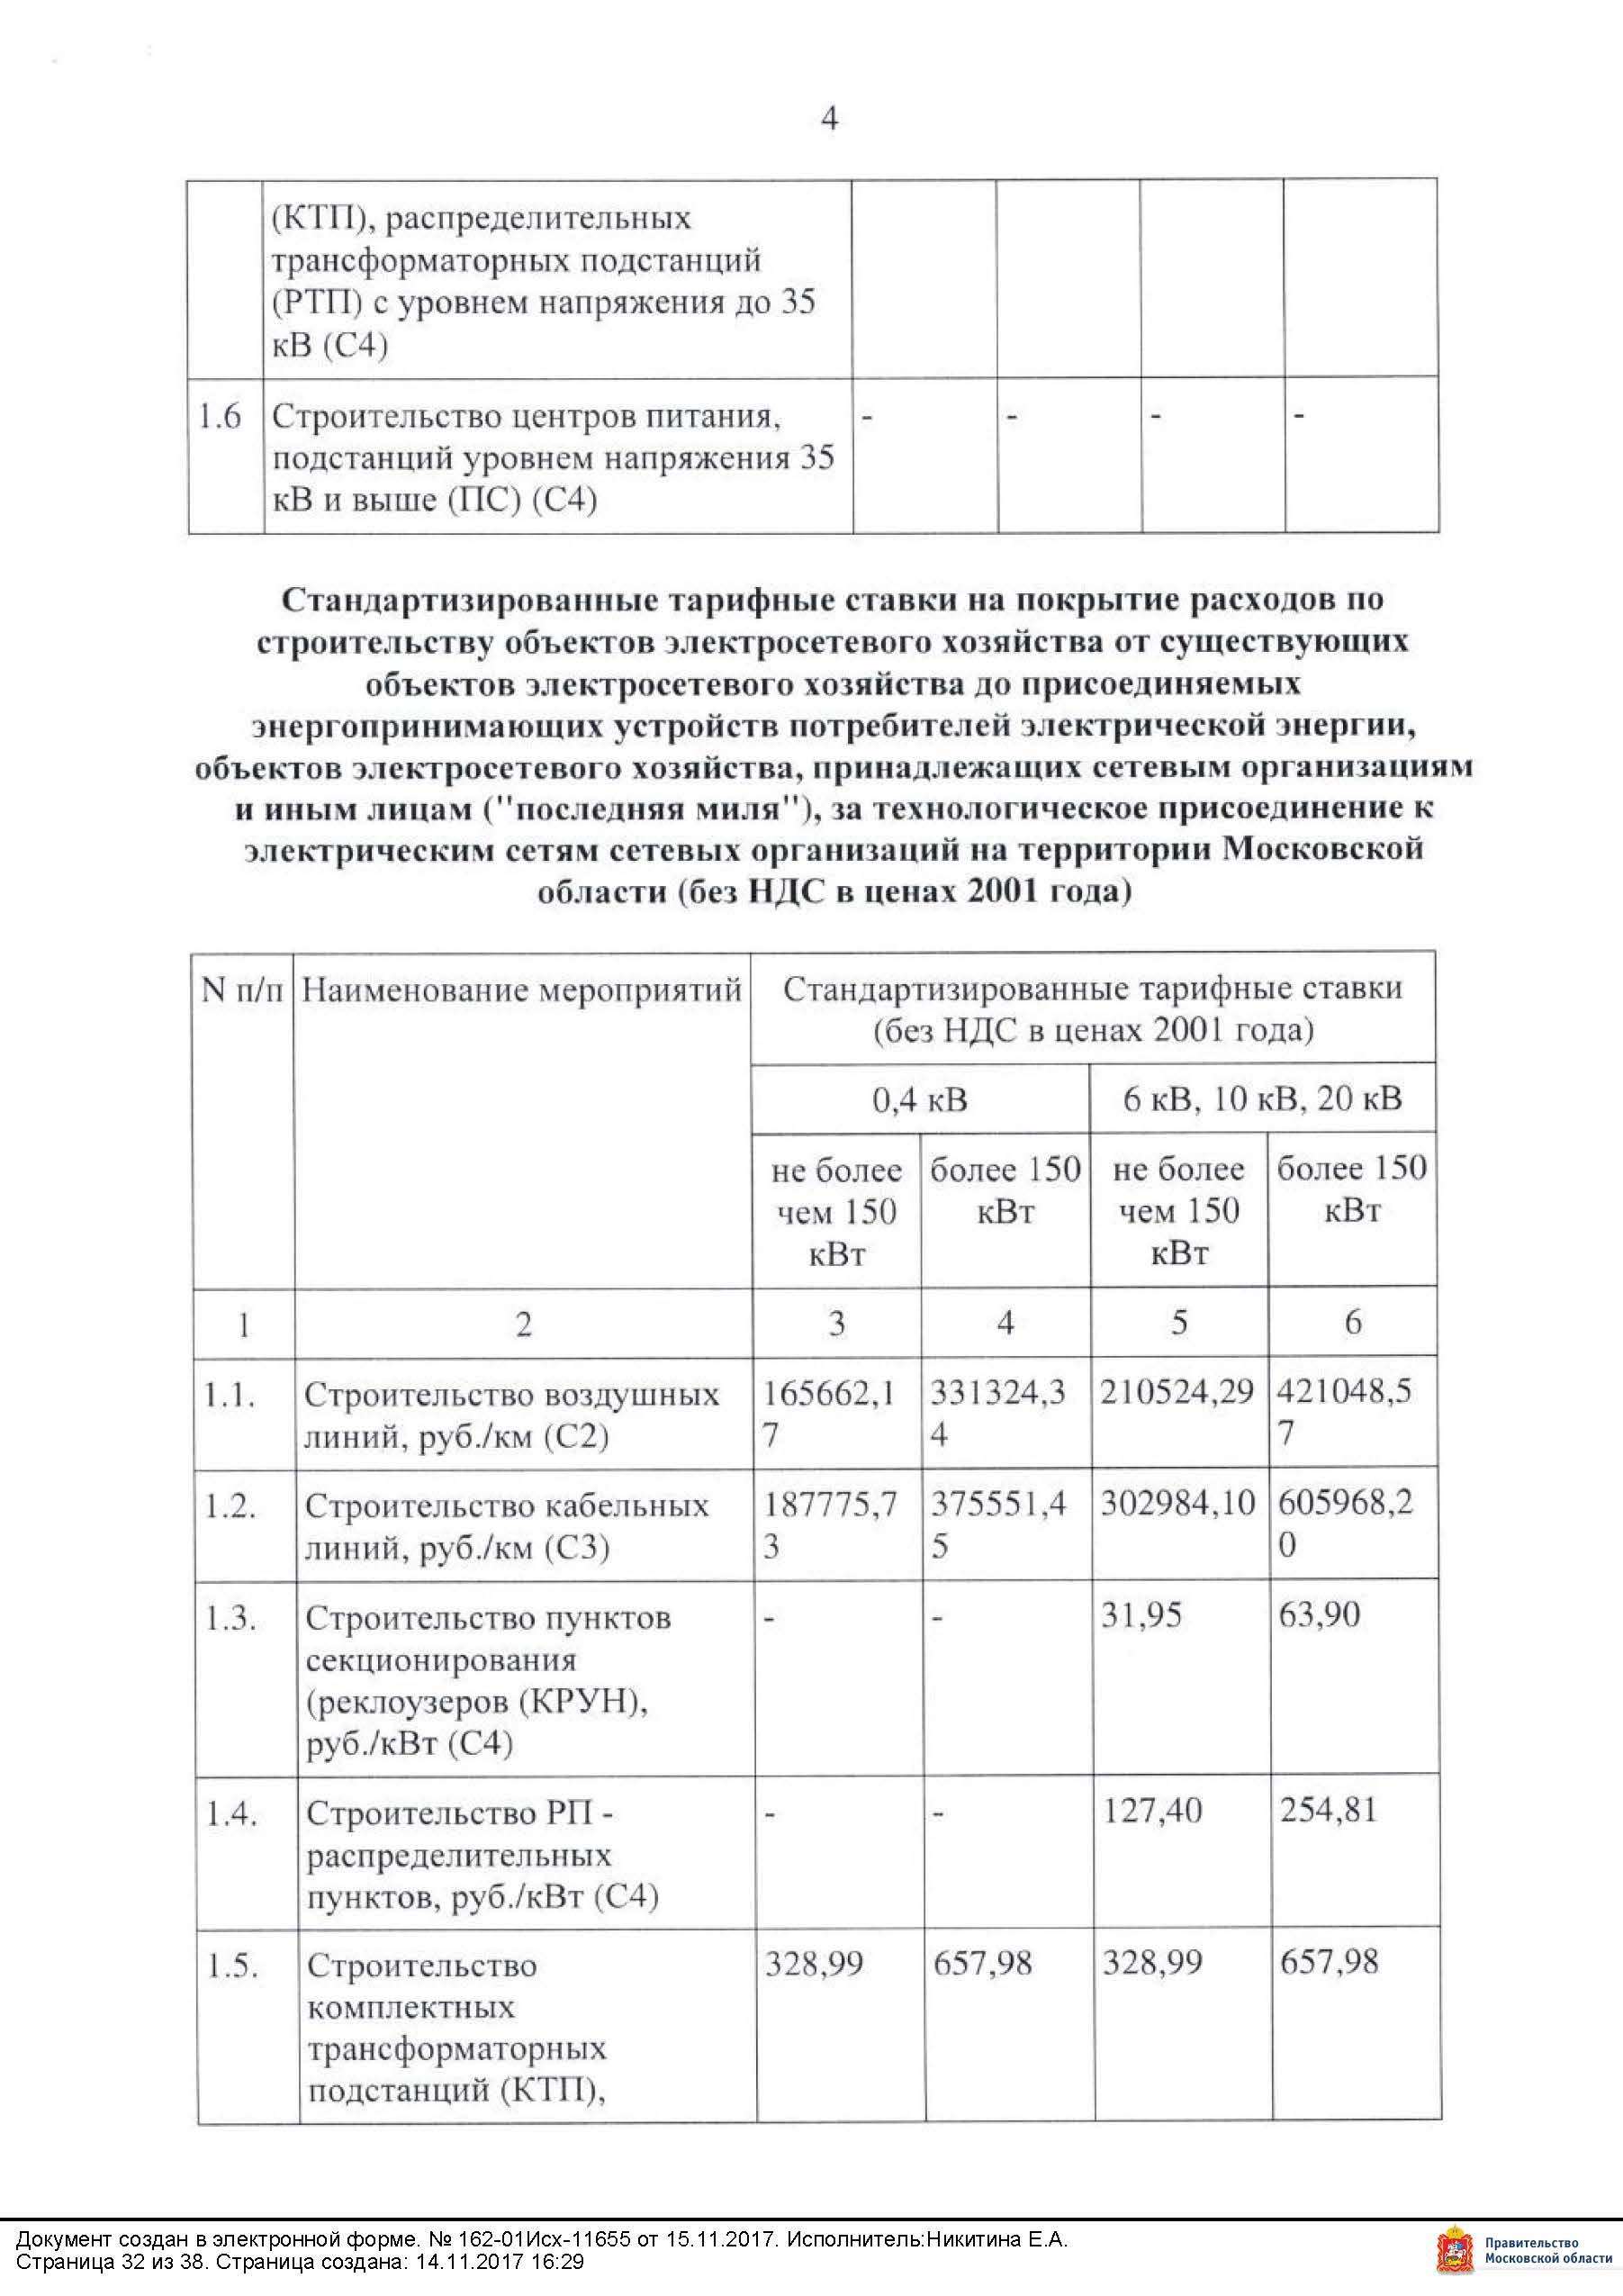 4
(КТП), распределительных
трансформаторных подстанций
(РТП) с уровнем напряжения до 35
кВ (С4)
1.6 Строительство центров питания, - - - -
подстанций уровнем напряжения 35
кВ и выше (ПС) (С4)
Стандартизированные тарифные ставки на покрытие расходов по
строительству объектов электросетевого хозяйства от существующих
объектов электросетевого хозяйства до присоединяемых
энергопринимающих устройств потребителей электрической энергии,
объектов электросетевого хозяйства, принадлежащих сетевым организациям
и иным лицам ("последняя миля"), за технологическое присоединение к
электрическим сетям сетевых организаций на территории Московской
области (без НДС в ценах 2001 года)
N п/п Наименование мероприятий Стандартизированные тарифные ставки
(без НДС в ценах 2001 года)
0,4 кВ 6 кВ, 10 кВ, 20 кВ
не более более 150 не более более 150
чем 150 кВт чем 150 кВт
кВт кВт
1 2 3 4 5 6
1.1. Строительство воздушных 165662,1 331324,3 210524,29 421048,5
линий, руб./км (С2) 7 4 7
1.2. Строительство кабельных 187775,7 375551,4 302984,10 605968,2
линий, руб./км (С3) 3 5 0
1.3. Строительство пунктов - - 31,95 63,90
секционирования
(реклоузеров (КРУН),
руб./кВт (С4)
1.4. Строительство РП - - - 127,40 254,81
распределительных
пунктов, руб./кВт (С4)
1.5. Строительство 328,99 657,98 328,99 657,98
комплектных
трансформаторных
подстанций (КТП),
Документ создан в электронной форме. № 162-01Исх-11655 от 15.11.2017. Исполнитель:Никитина Е.А.
Страница 32 из 38. Страница создана: 14.11.2017 16:29
Правительство
Московской области